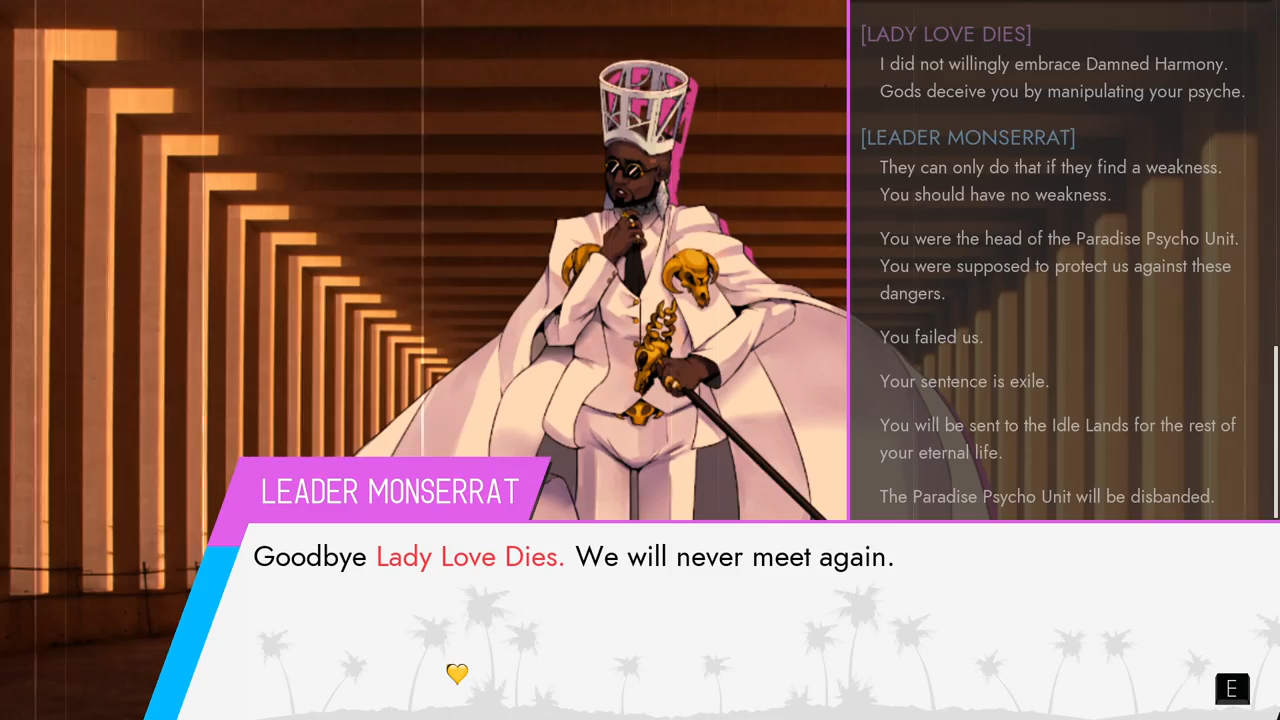 [LADY LOVE DIES]
I did not willingly embrace Damned Harmony.
Gods deceive you by manipulating your psyche.
[LEADER MONSERRAT]
They can only do that if they find a weakness.
You should have no weakness.
You were the head of the Paradise Psycho Unit.
You were supposed to protect us against these
dangers.
You failed us.
Your sentence is exile.
You will be sent to the Idle Lands for the rest of
your eternal life.
The Paradise Psycho Unit will be disbanded.
LEADER MONSERRAT
Goodbye Lady Love Dies. We will never meet again.
E